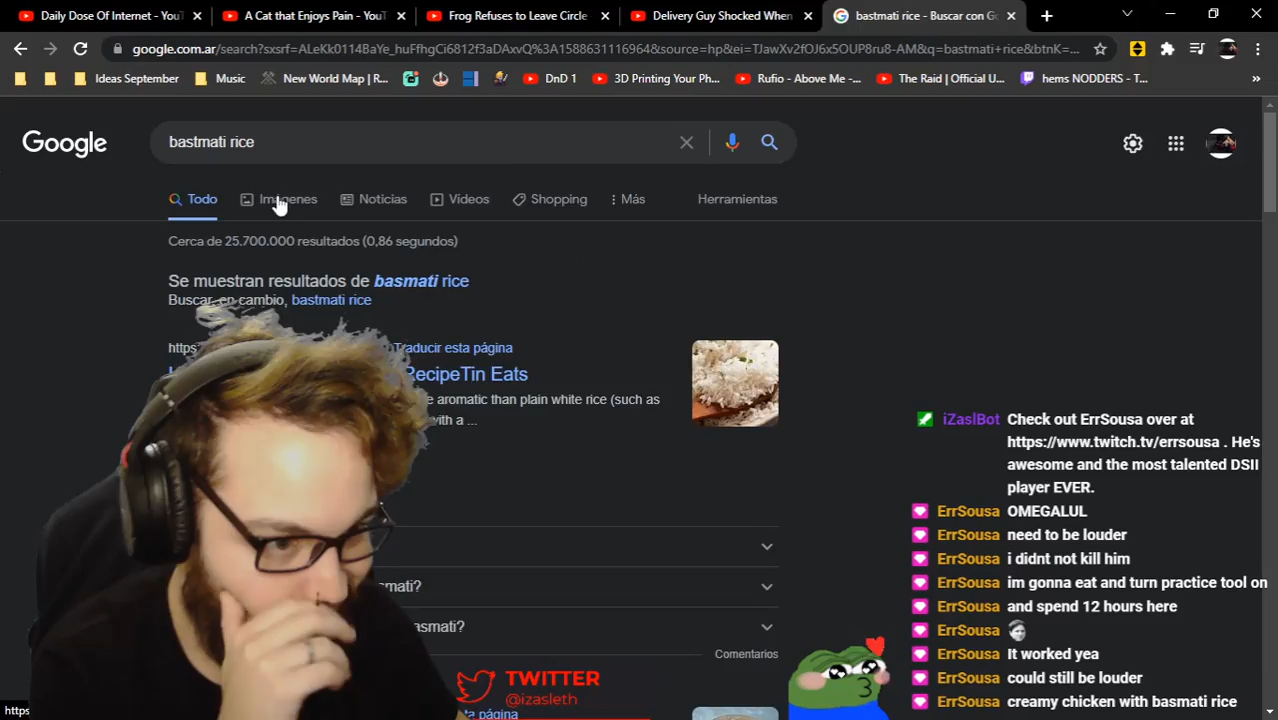 Daily Dose Of Internet - YouT
A Cat that Enjoys Pain - YouT
Frog Refuses to Leave Circle
Delivery Guy Shocked When
bastmati rice - Buscar con Go
google.com.ar/search?sxsrf=ALeKk0114BaYe_huFfhgCi6812f3aDAxvQ%3A1588631116964&source=hp&ei=TJawXv2fOJ6x5OUP8ru8-AM&q=bastmati+rice&btnK=...
Ideas September
Music
New World Map | R...
DnD 1
3D Printing Your Ph...
Rufio - Above Me -...
The Raid | Official U...
hems NODDERS - T...
Google
bastmati rice
Todo
Imágenes
Noticias
Videos
Shopping
Más
Herramientas
Cerca de 25.700.000 resultados (0,86 segundos)
Se muestran resultados de basmati rice
Buscar, en cambio, bastmati rice
https
Traducir esta página
RecipeTin Eats
e aromatic than plain white rice (such as
with a ...
asmati?
asmati?
Comentarios
TWITTER
@izasleth
esta página
https
iZaslBot Check out ErrSousa over at
https://www.twitch.tv/errsousa . He's
awesome and the most talented DSII
player EVER.
ErrSousa OMEGALUL
ErrSousa need to be louder
ErrSousa i didnt not kill him
ErrSousa im gonna eat and turn practice tool on
ErrSousa and spend 12 hours here
ErrSousa
ErrSousa It worked yea
ErrSousa could still be louder
ErrSousa creamy chicken with basmati rice